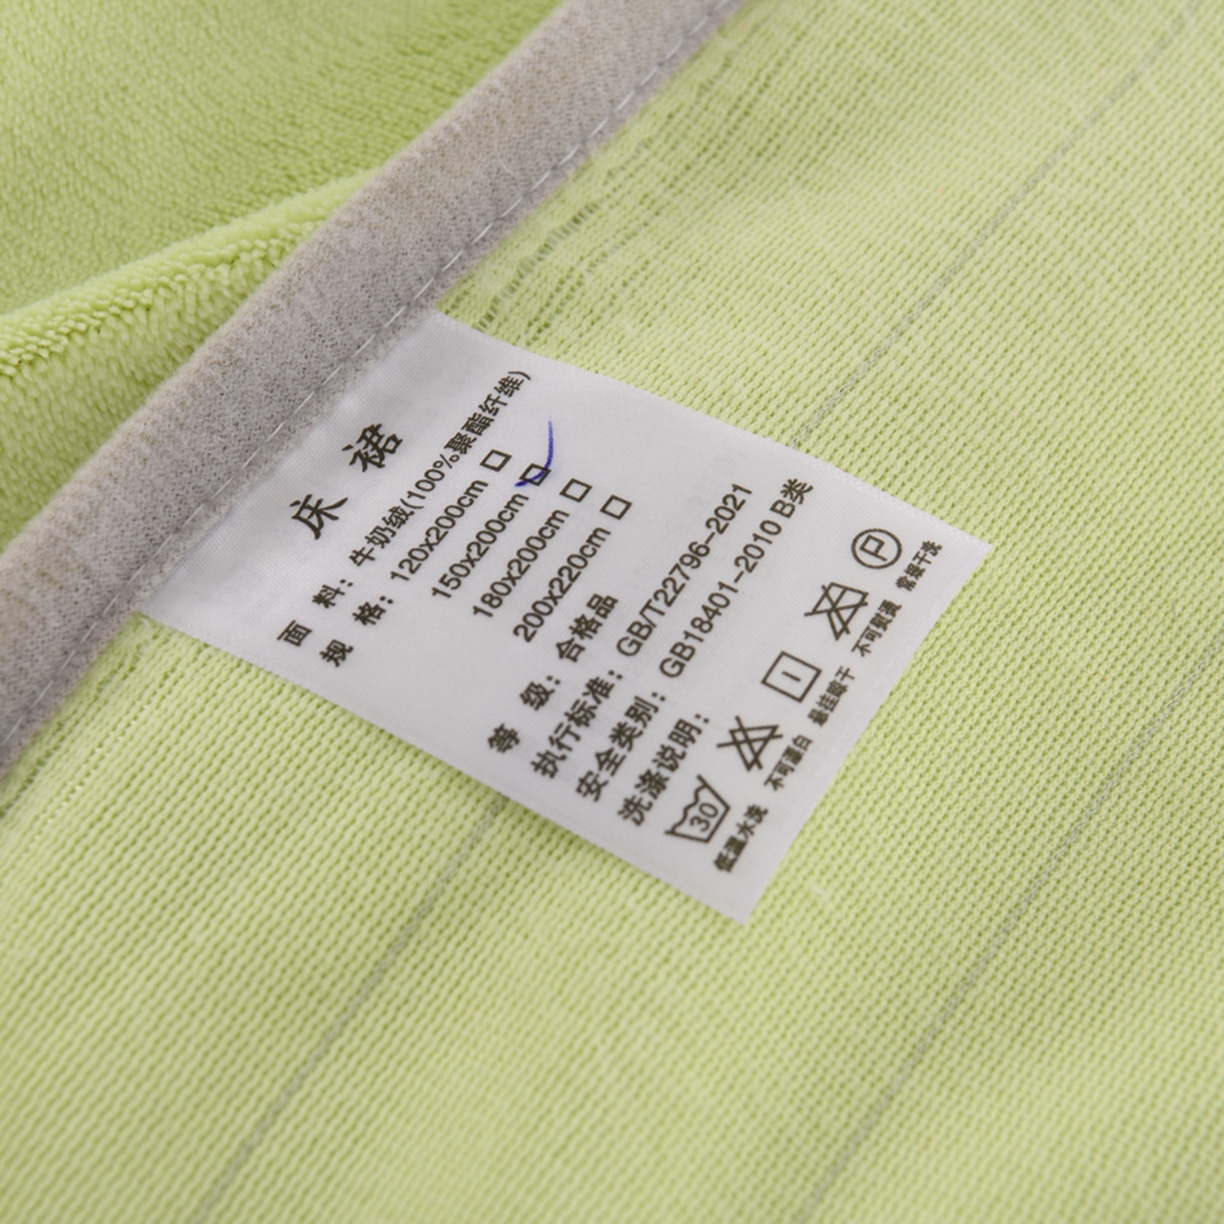 床裙
面料：牛奶绒(100%聚酯纤维)
规格：120x200cm □
150x200cm □
180x200cm □
200x220cm □
等级：合格品
执行标准：GB/T22796-2021
安全类别：GB18401-2010 B类
洗涤说明：
30 P
低温水洗 不可漂白 悬挂晾干 不可熨烫 常规干洗